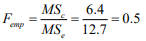 F_emp = MS_c / MS_e = 6.4 / 12.7 = 0.5